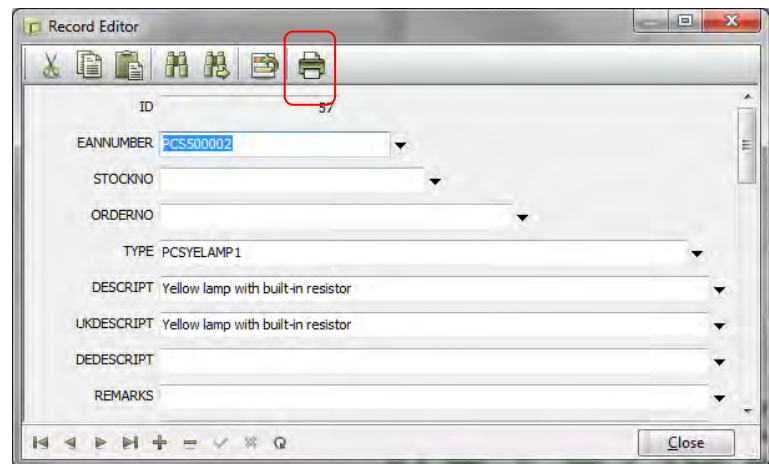 Record Editor
ID 57
EANNUMBER PCS500002
STOCKNO
ORDERNO
TYPE PCSYELAMP1
DESCRIPT Yellow lamp with built-in resistor
UKDESCRIPT Yellow lamp with built-in resistor
DEDESCRIPT
REMARKS
Close